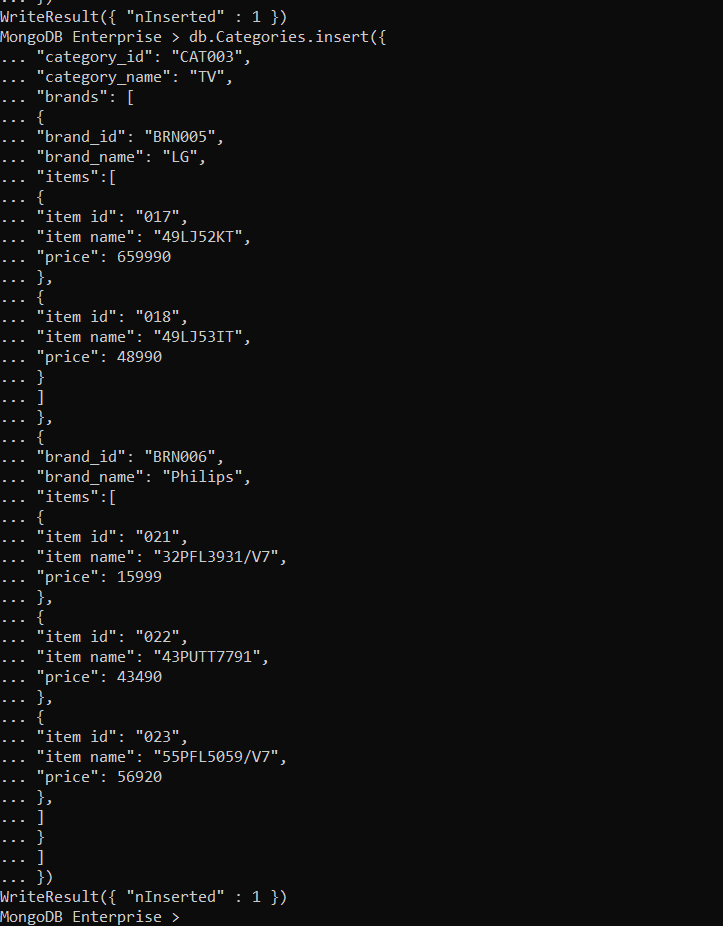 ... })
WriteResult({ "nInserted" : 1 })
MongoDB Enterprise > db.Categories.insert({
... "category_id": "CAT003",
... "category_name": "TV",
... "brands": [
... {
... "brand_id": "BRN005",
... "brand_name": "LG",
... "items":[
... {
... "item id": "017",
... "item name": "49LJ52KT",
... "price": 659990
... },
... {
... "item id": "018",
... "item name": "49LJ53IT",
... "price": 48990
... }
... ]
... },
... {
... "brand_id": "BRN006",
... "brand_name": "Philips",
... "items":[
... {
... "item id": "021",
... "item name": "32PFL3931/V7",
... "price": 15999
... },
... {
... "item id": "022",
... "item name": "43PUTT7791",
... "price": 43490
... },
... {
... "item id": "023",
... "item name": "55PFL5059/V7",
... "price": 56920
... },
... ]
... }
... ]
... })
WriteResult({ "nInserted" : 1 })
MongoDB Enterprise >